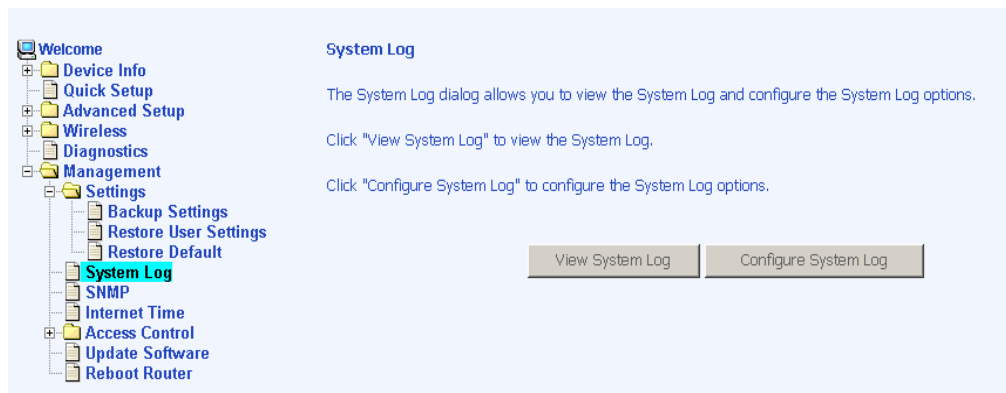 Welcome
Device Info
Quick Setup
Advanced Setup
Wireless
Diagnostics
Management
Settings
Backup Settings
Restore User Settings
Restore Default
System Log
SNMP
Internet Time
Access Control
Update Software
Reboot Router
System Log
The System Log dialog allows you to view the System Log and configure the System Log options.
Click "View System Log" to view the System Log.
Click "Configure System Log" to configure the System Log options.
View System Log
Configure System Log